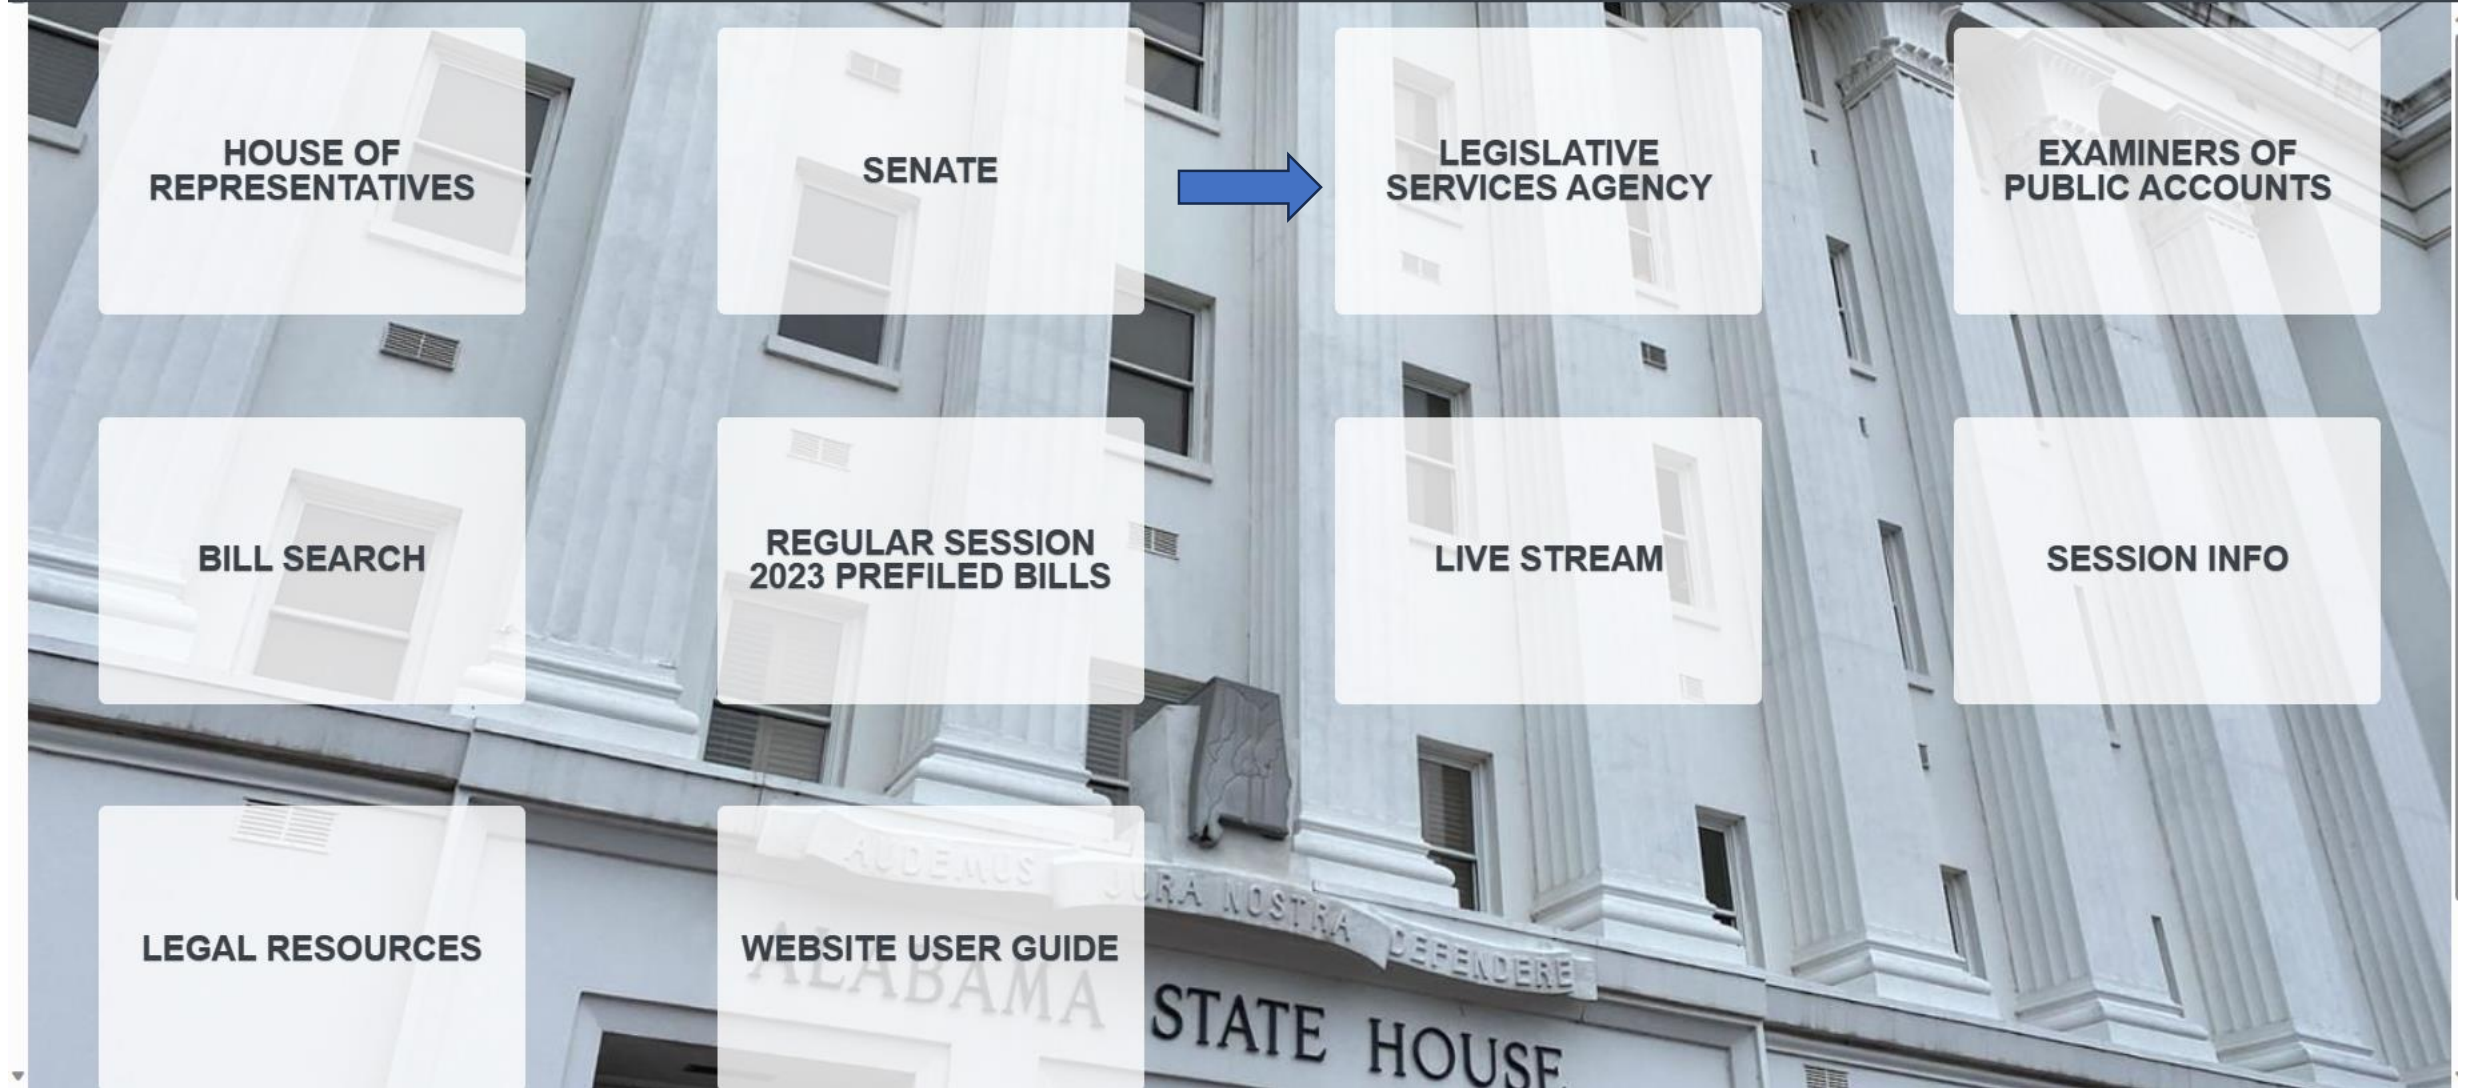 HOUSE OF
REPRESENTATIVES
SENATE
LEGISLATIVE
SERVICES AGENCY
EXAMINERS OF
PUBLIC ACCOUNTS
BILL SEARCH
REGULAR SESSION
2023 PREFILED BILLS
LIVE STREAM
SESSION INFO
LEGAL RESOURCES
WEBSITE USER GUIDE
AUDEMUS JURA NOSTRA DEFENDERE
ALABAMA STATE HOUSE